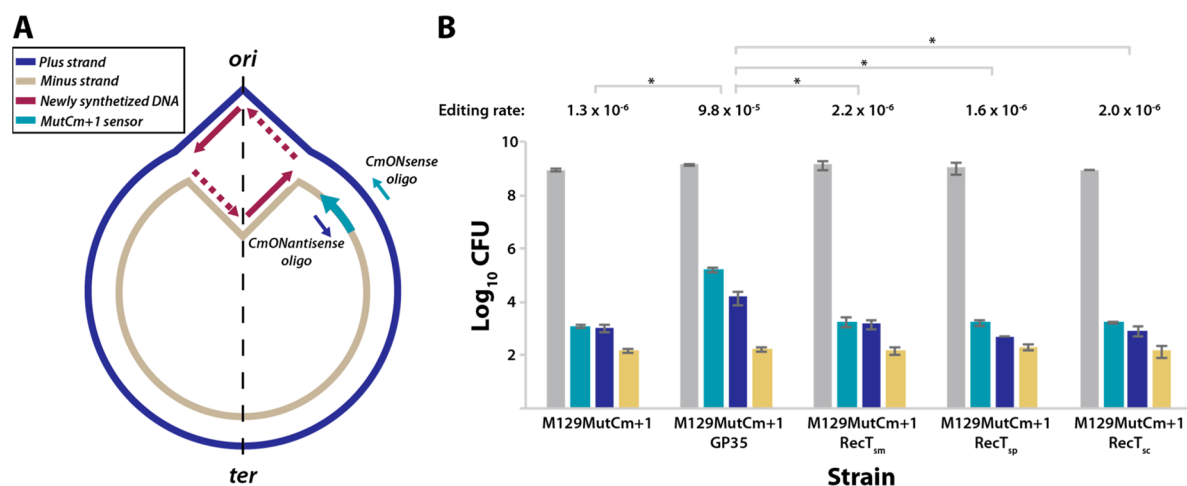 A
Plus strand
Minus strand
Newly synthetized DNA
MutCm+1 sensor
ori
CmONsense
oligo
CmONantisense
oligo
ter
B
* * * *
Editing rate: 1.3 x 10⁻⁶ 9.8 x 10⁻⁵ 2.2 x 10⁻⁶ 1.6 x 10⁻⁶ 2.0 x 10⁻⁶
Log₁₀ CFU
10
8
6
4
2
M129MutCm+1 M129MutCm+1 M129MutCm+1 M129MutCm+1 M129MutCm+1
GP35 RecTsm RecTsp RecTsc
Strain